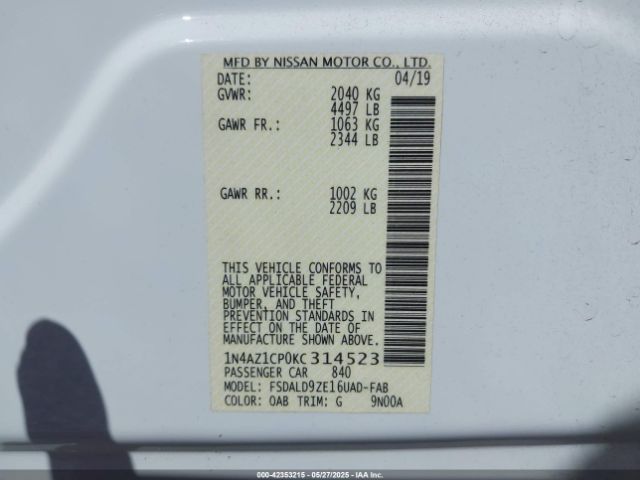 MFD BY NISSAN MOTOR CO., LTD.
DATE: 04/19
GVWR: 2040 KG
4497 LB
GAWR FR.: 1063 KG
2344 LB
GAWR RR.: 1002 KG
2209 LB
THIS VEHICLE CONFORMS TO
ALL APPLICABLE FEDERAL
MOTOR VEHICLE SAFETY,
BUMPER, AND THEFT
PREVENTION STANDARDS IN
EFFECT ON THE DATE OF
MANUFACTURE SHOWN ABOVE.
1N4AZ1CP0KC314523
PASSENGER CAR 840
MODEL: FSDALD9ZE16UAD-FAB
COLOR: QAB TRIM: G 9N00A
000-42353215 - 05/27/2025 - IAA, Inc.